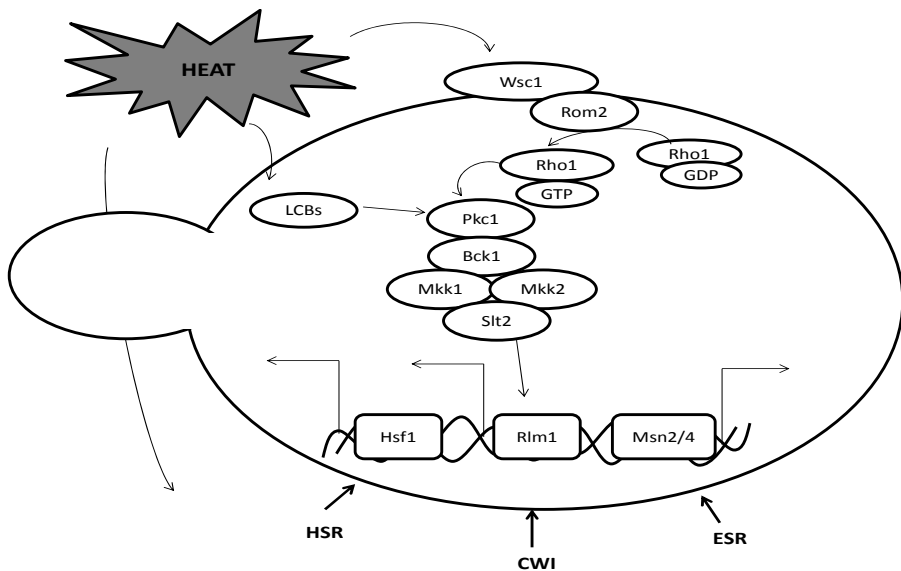 HEAT
Wsc1
Rom2
Rho1
GDP
Rho1
GTP
LCBs
Pkc1
Bck1
Mkk1
Mkk2
Slt2
Hsf1
Rlm1
Msn2/4
HSR
CWI
ESR